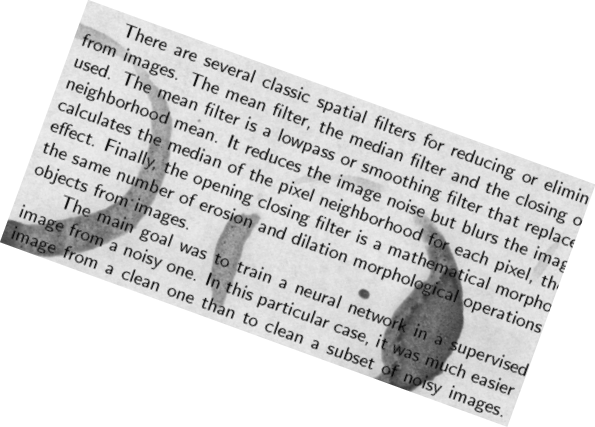 There are several classic spatial filters for reducing or elimin
from images. The mean filter, the median filter and the closing o
used. The mean filter is a lowpass or smoothing filter that replace
neighborhood mean. It reduces the image noise but blurs the imag
calculates the median of the pixel neighborhood for each pixel, the
effect. Finally, the opening closing filter is a mathematical morpho
the same number of erosion and dilation morphological operations
objects from images.
The main goal was to train a neural network in a supervised
image from a noisy one. In this particular case, it was much easier
image from a clean one than to clean a subset of noisy images.